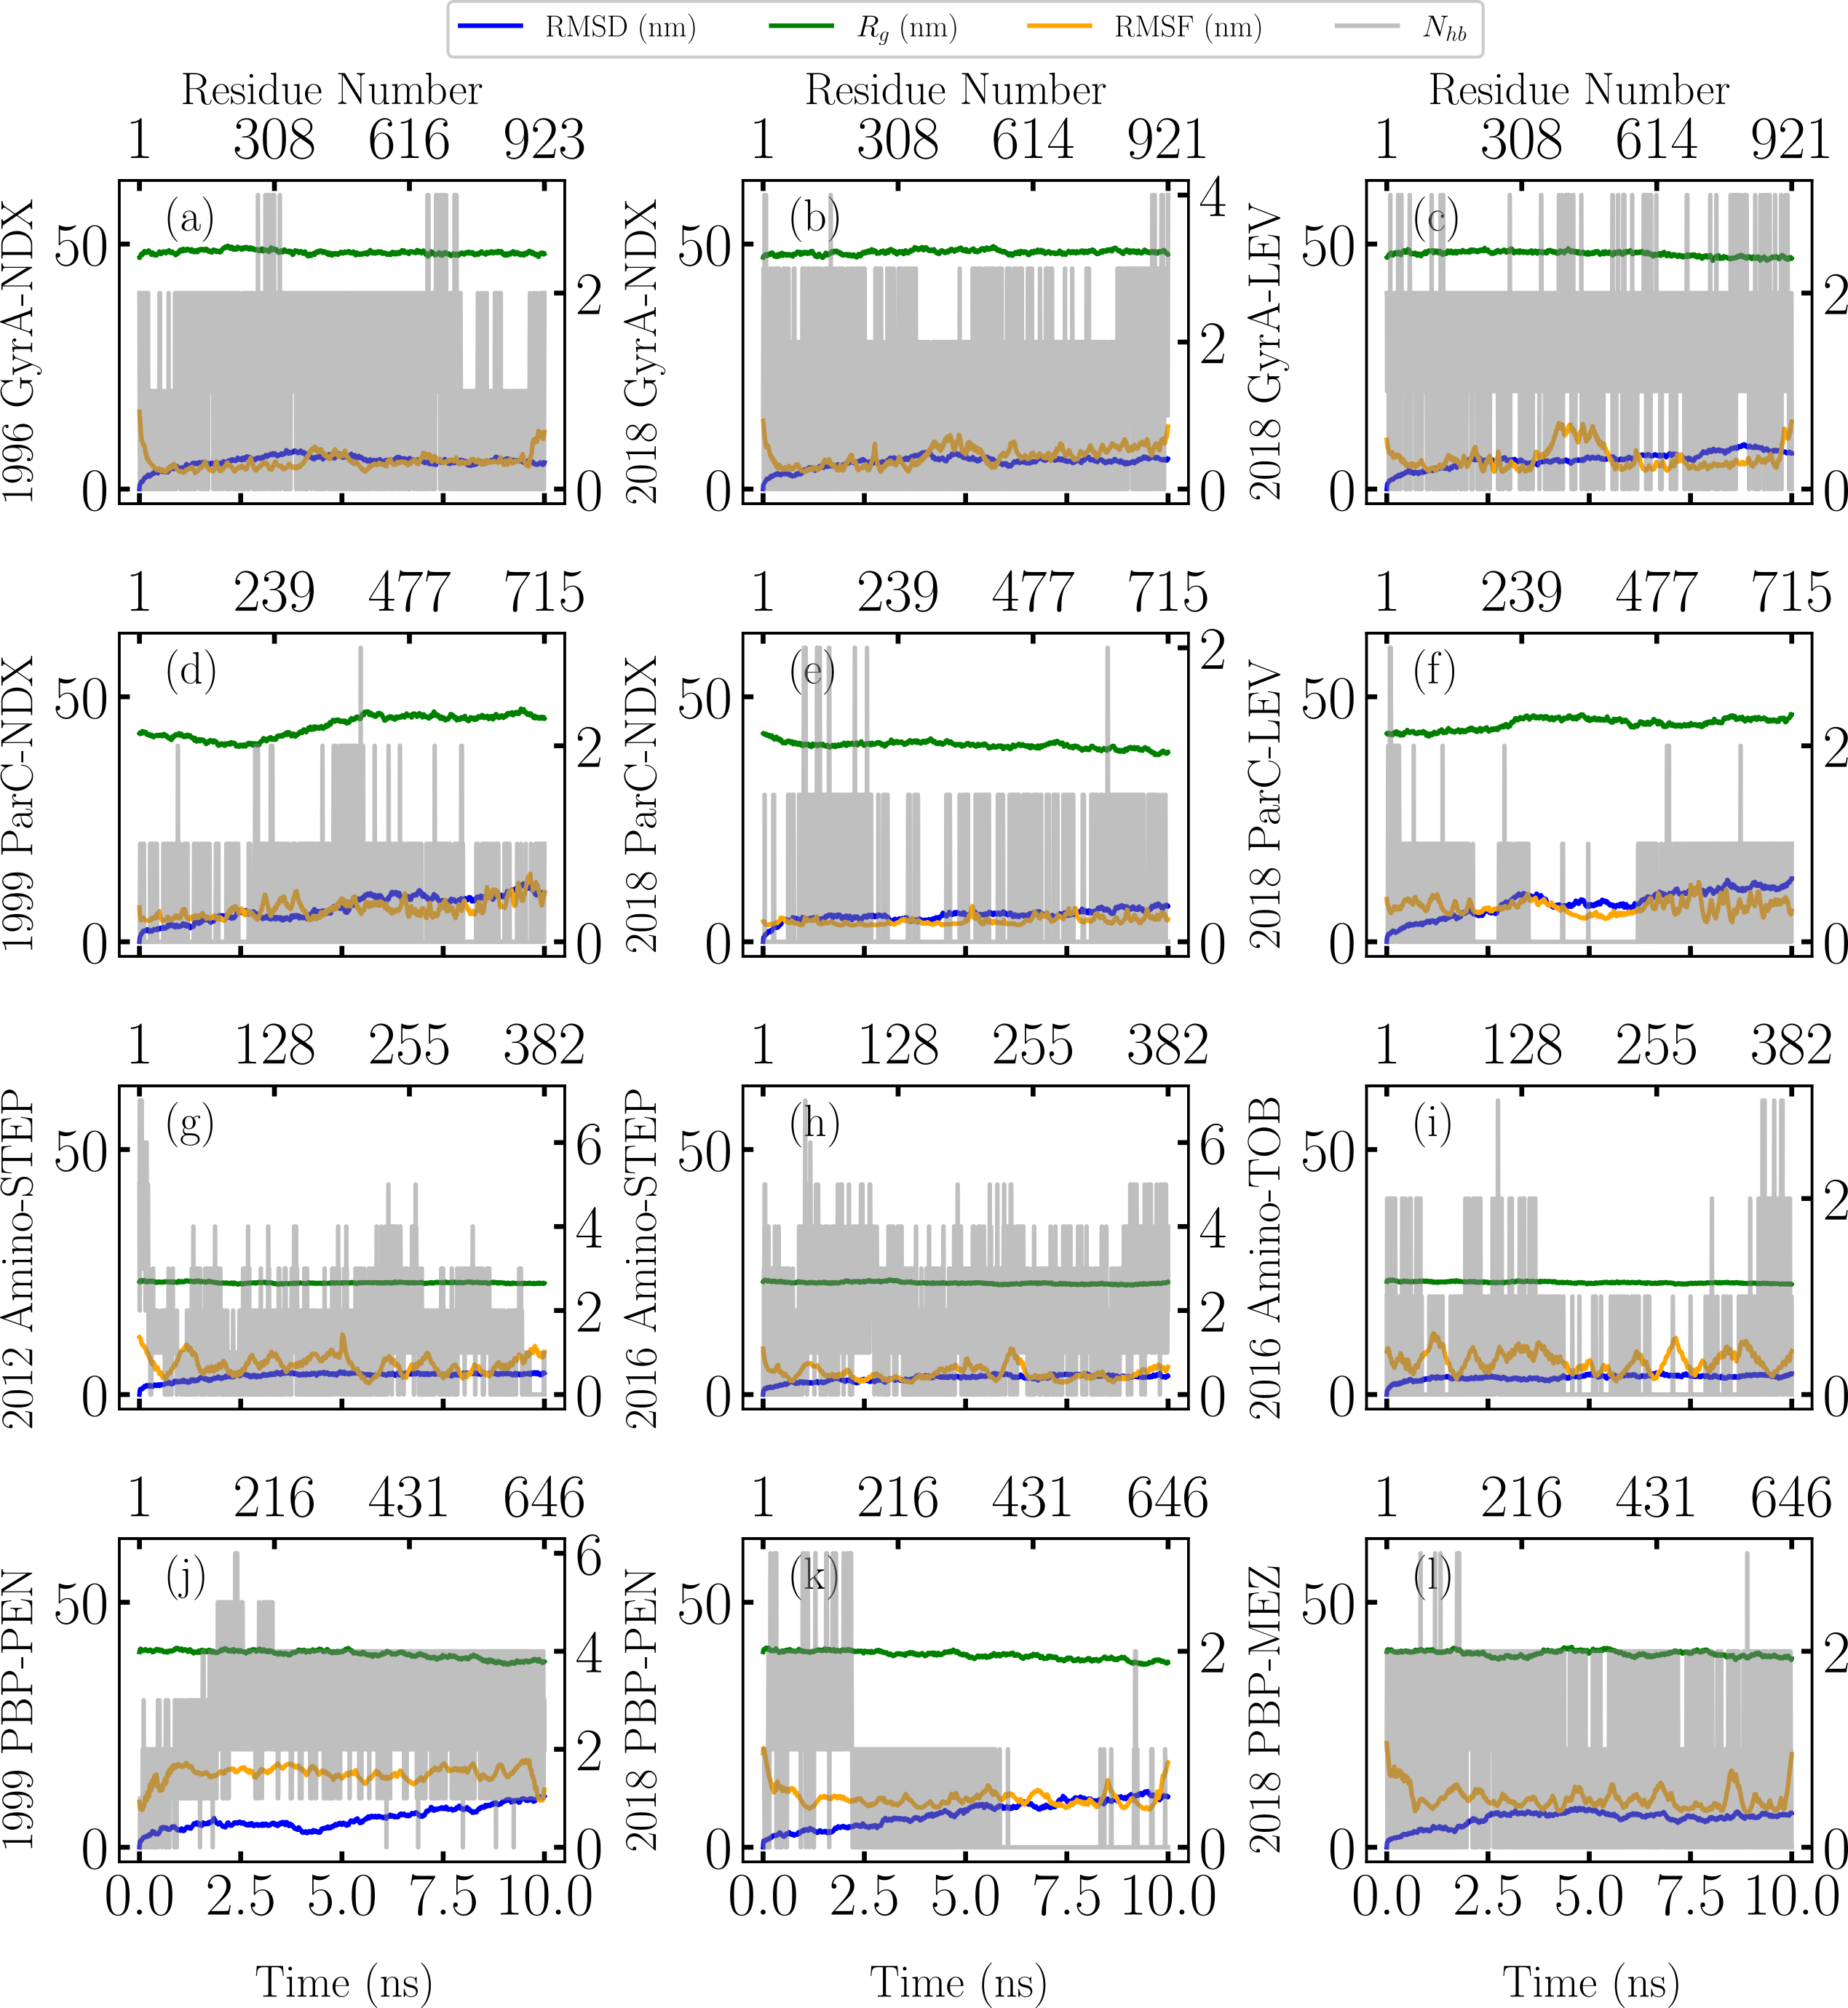 RMSD (nm) R_g (nm) RMSF (nm) N_hb
Residue Number Residue Number Residue Number
1 308 616 923 1 308 614 921 1 308 614 921
1996 GyrA-NDX 50 0 (a) 2 0
2018 GyrA-NDX 50 0 (b) 4 2 0
2018 GyrA-LEV 50 0 (c) 2 0
1 239 477 715 1 239 477 715 1 239 477 715
1999 ParC-NDX 50 0 (d) 2 0
2018 ParC-NDX 50 0 (e) 2 0
2018 ParC-LEV 50 0 (f) 2 0
1 128 255 382 1 128 255 382 1 128 255 382
2012 Amino-STEP 50 0 (g) 6 4 2 0
2016 Amino-STEP 50 0 (h) 6 4 2 0
2016 Amino-TOB 50 0 (i) 2 0
1 216 431 646 1 216 431 646 1 216 431 646
1999 PBP-PEN 50 0 (j) 6 4 2 0
2018 PBP-PEN 50 0 (k) 2 0
2018 PBP-MEZ 50 0 (l) 2 0
0.0 2.5 5.0 7.5 10.0 0.0 2.5 5.0 7.5 10.0 0.0 2.5 5.0 7.5 10.0
Time (ns) Time (ns) Time (ns)